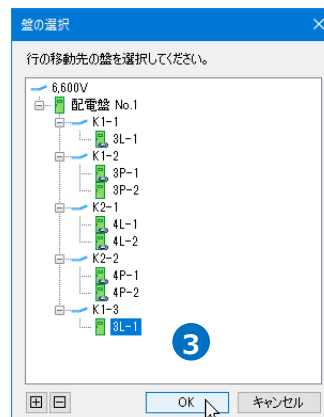 盤の選択
行の移動先の盤を選択してください。
6,600V
配電盤 No.1
K1-1
3L-1
K1-2
3P-1
3P-2
K2-1
4L-1
4L-2
K2-2
4P-1
4P-2
K1-3
3L-1
3
OK キャンセル